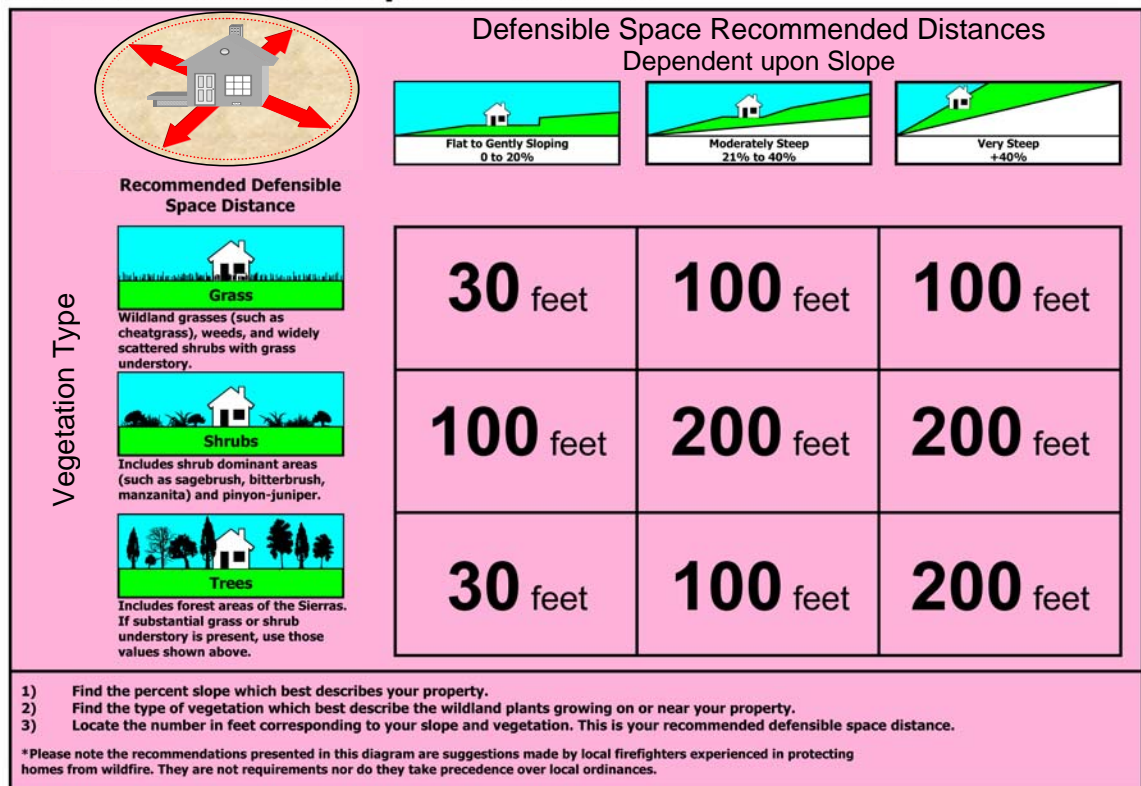 Defensible Space Recommended Distances
Dependent upon Slope
Flat to Gently Sloping
0 to 20%
Moderately Steep
21% to 40%
Very Steep
+40%
Recommended Defensible
Space Distance
Vegetation Type
Grass
Wildland grasses (such as
cheatgrass), weeds, and widely
scattered shrubs with grass
understory.
30 feet
100 feet
100 feet
Shrubs
Includes shrub dominant areas
(such as sagebrush, bitterbrush,
manzanita) and pinyon-juniper.
100 feet
200 feet
200 feet
Trees
Includes forest areas of the Sierras.
If substantial grass or shrub
understory is present, use those
values shown above.
30 feet
100 feet
200 feet
1) Find the percent slope which best describes your property.
2) Find the type of vegetation which best describe the wildland plants growing on or near your property.
3) Locate the number in feet corresponding to your slope and vegetation. This is your recommended defensible space distance.
*Please note the recommendations presented in this diagram are suggestions made by local firefighters experienced in protecting
homes from wildfire. They are not requirements nor do they take precedence over local ordinances.